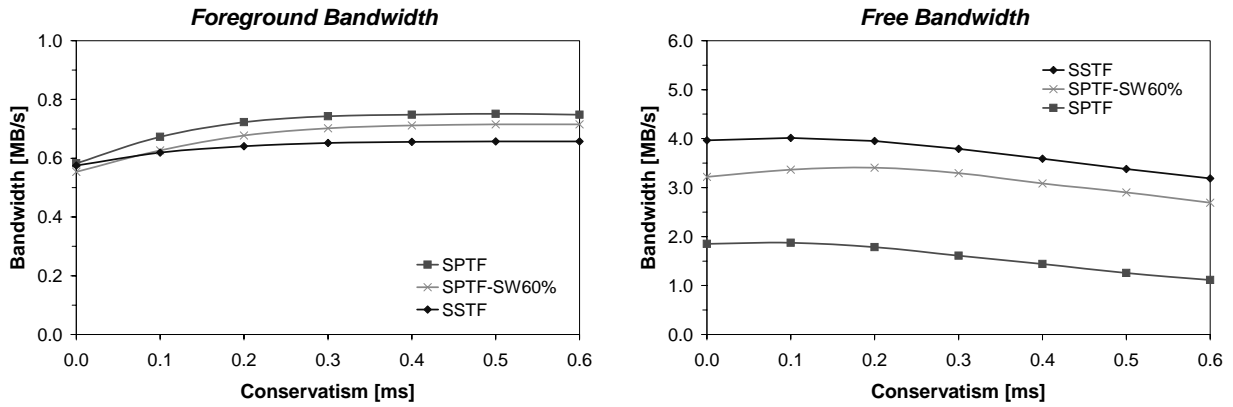 Foreground Bandwidth
1.0
0.8
0.6
0.4
0.2
0.0
Bandwidth [MB/s]
SPTF
SPTF-SW60%
SSTF
0.0 0.1 0.2 0.3 0.4 0.5 0.6
Conservatism [ms]
Free Bandwidth
6.0
5.0
4.0
3.0
2.0
1.0
0.0
Bandwidth [MB/s]
SSTF
SPTF-SW60%
SPTF
0.0 0.1 0.2 0.3 0.4 0.5 0.6
Conservatism [ms]